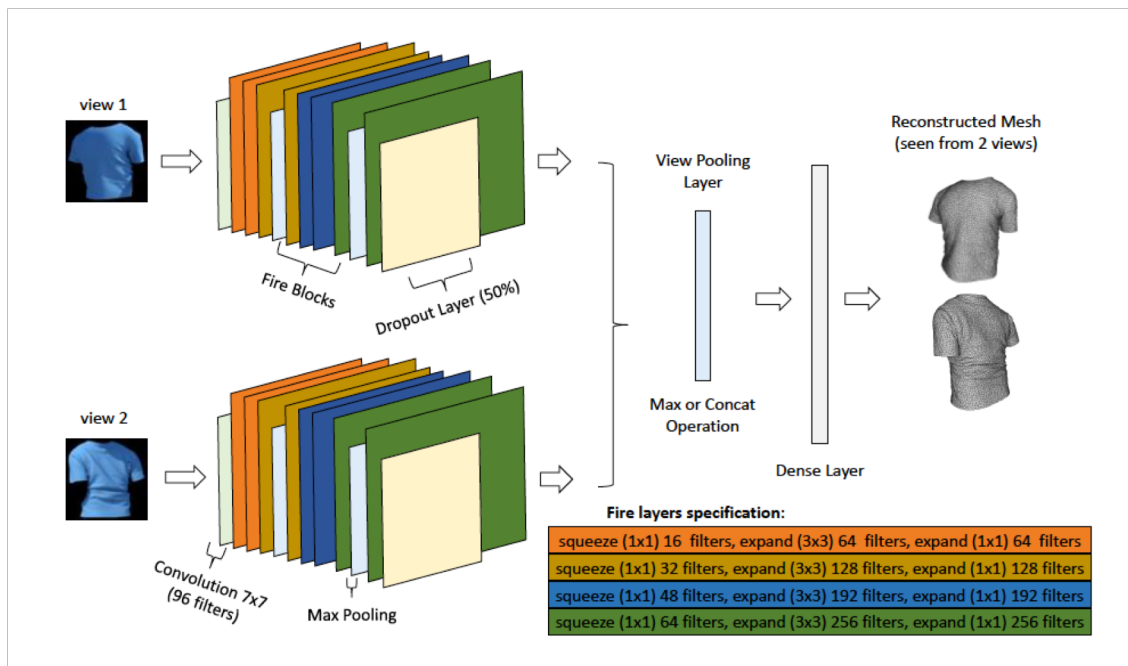 view 1
Fire Blocks
Dropout Layer (50%)
view 2
Convolution 7x7
(96 filters)
Max Pooling
View Pooling
Layer
Max or Concat
Operation
Dense Layer
Reconstructed Mesh
(seen from 2 views)
Fire layers specification:
squeeze (1x1) 16 filters, expand (3x3) 64 filters, expand (1x1) 64 filters
squeeze (1x1) 32 filters, expand (3x3) 128 filters, expand (1x1) 128 filters
squeeze (1x1) 48 filters, expand (3x3) 192 filters, expand (1x1) 192 filters
squeeze (1x1) 64 filters, expand (3x3) 256 filters, expand (1x1) 256 filters